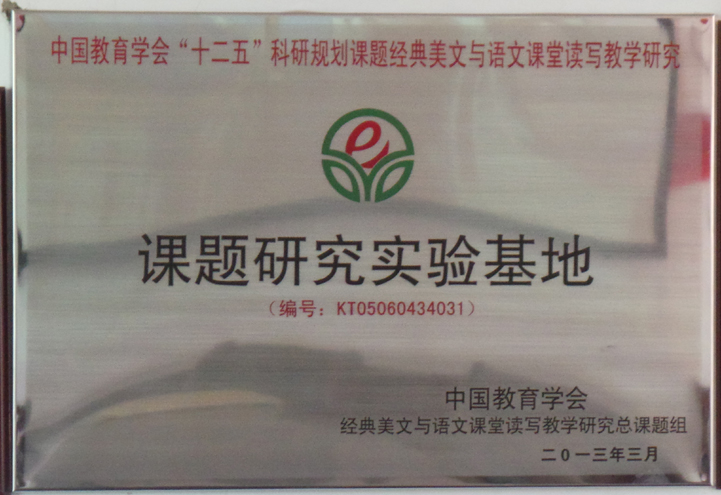 中国教育学会“十二五”科研规划课题经典美文与语文课堂读写教学研究
课题研究实验基地
（编号：KT05060434031）
中国教育学会
经典美文与语文课堂读写教学研究总课题组
二0一三年三月